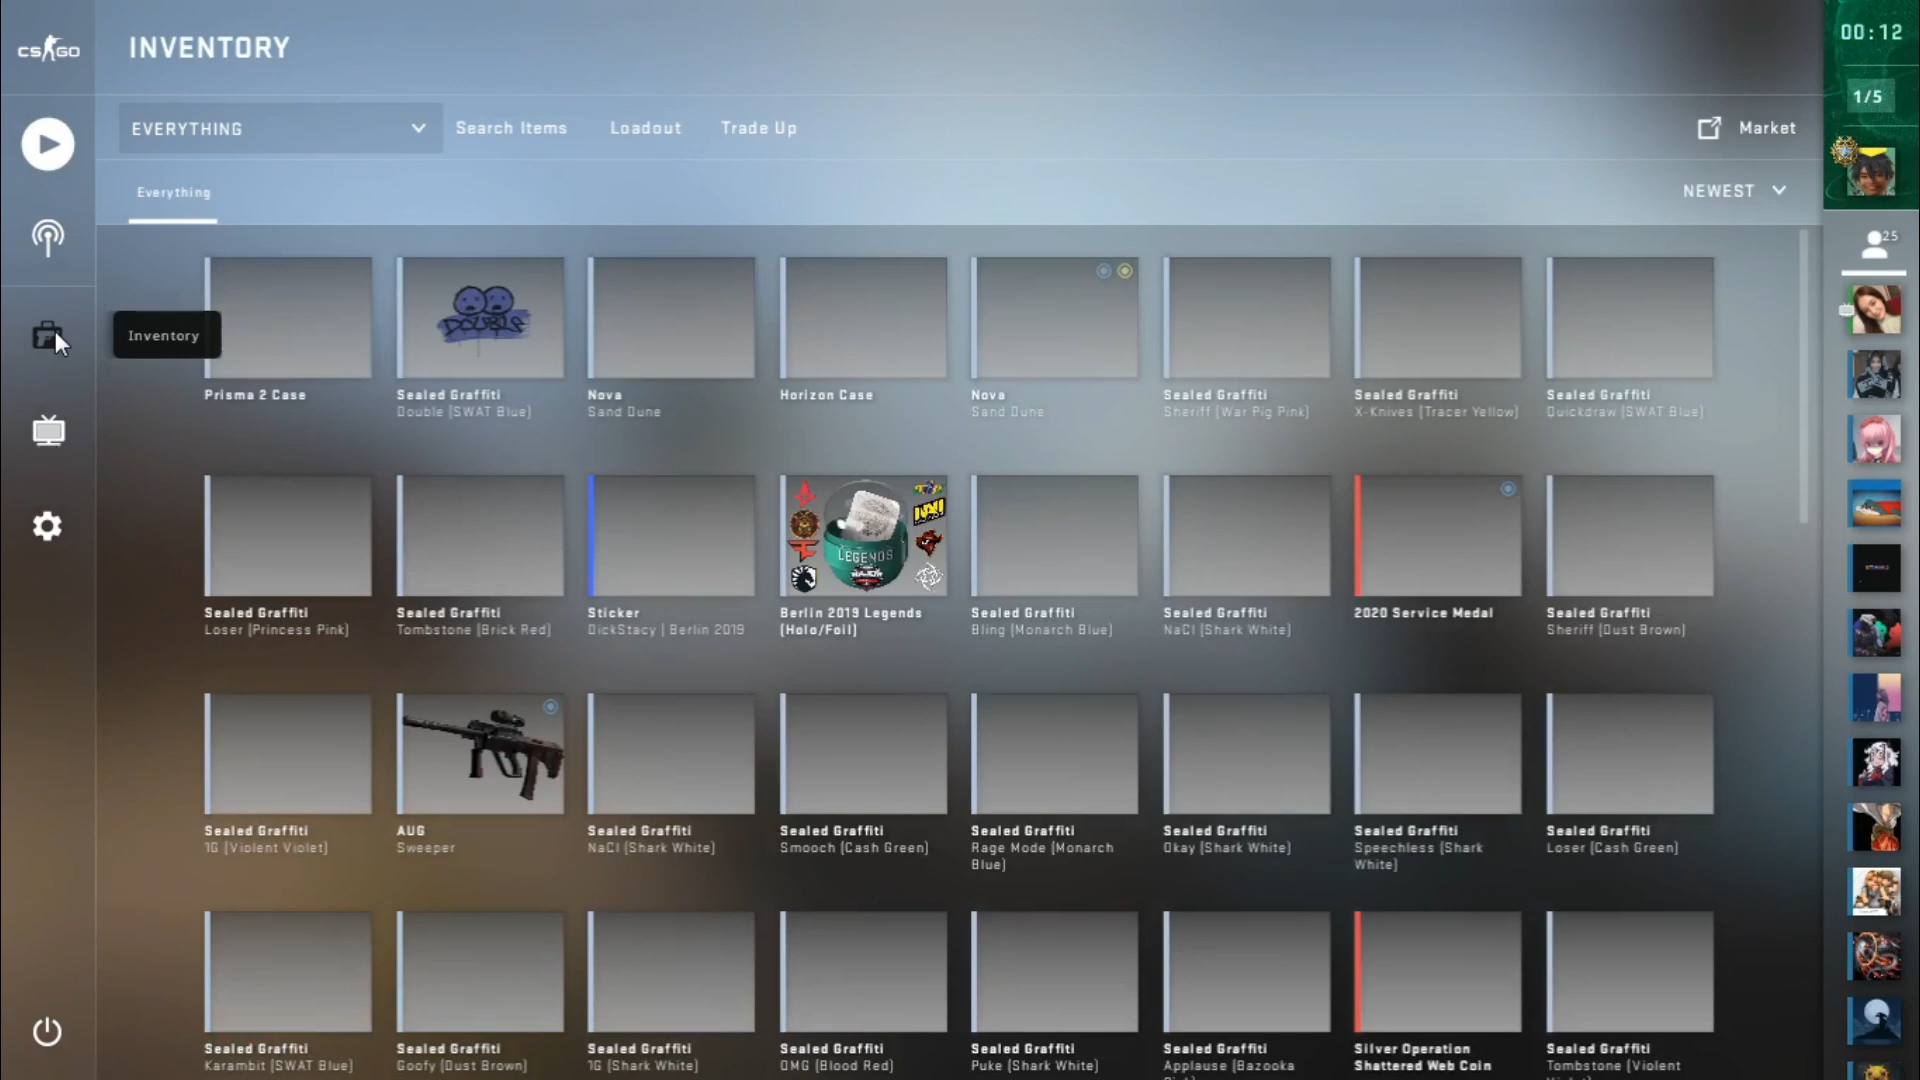 CS GO
INVENTORY
00:12
1/5
EVERYTHING
Search Items
Loadout
Trade Up
Market
Everything
NEWEST
25
Inventory
DOUBLE
Prisma 2 Case
Sealed Graffiti
Double (SWAT Blue)
Nova
Sand Dune
Horizon Case
Nova
Sand Dune
Sealed Graffiti
Sheriff (War Pig Pink)
Sealed Graffiti
X-Knives (Tracer Yellow)
Sealed Graffiti
Quickdraw (SWAT Blue)
LEGENDS
Sealed Graffiti
Loser (Princess Pink)
Sealed Graffiti
Tombstone (Brick Red)
Sticker
DickStacy | Berlin 2019
Berlin 2019 Legends
(Holo/Foil)
Sealed Graffiti
Bling (Monarch Blue)
Sealed Graffiti
NaCl (Shark White)
2020 Service Medal
Sealed Graffiti
Sheriff (Dust Brown)
Sealed Graffiti
1G (Violent Violet)
AUG
Sweeper
Sealed Graffiti
NaCl (Shark White)
Sealed Graffiti
Smooch (Cash Green)
Sealed Graffiti
Rage Mode (Monarch
Blue)
Sealed Graffiti
Okay (Shark White)
Sealed Graffiti
Speechless (Shark
White)
Sealed Graffiti
Loser (Cash Green)
Sealed Graffiti
Karambit (SWAT Blue)
Sealed Graffiti
Goofy (Dust Brown)
Sealed Graffiti
1G (Shark White)
Sealed Graffiti
OMG (Blood Red)
Sealed Graffiti
Puke (Shark White)
Sealed Graffiti
Applause (Bazooka
Silver Operation
Shattered Web Coin
Sealed Graffiti
Tombstone (Violent